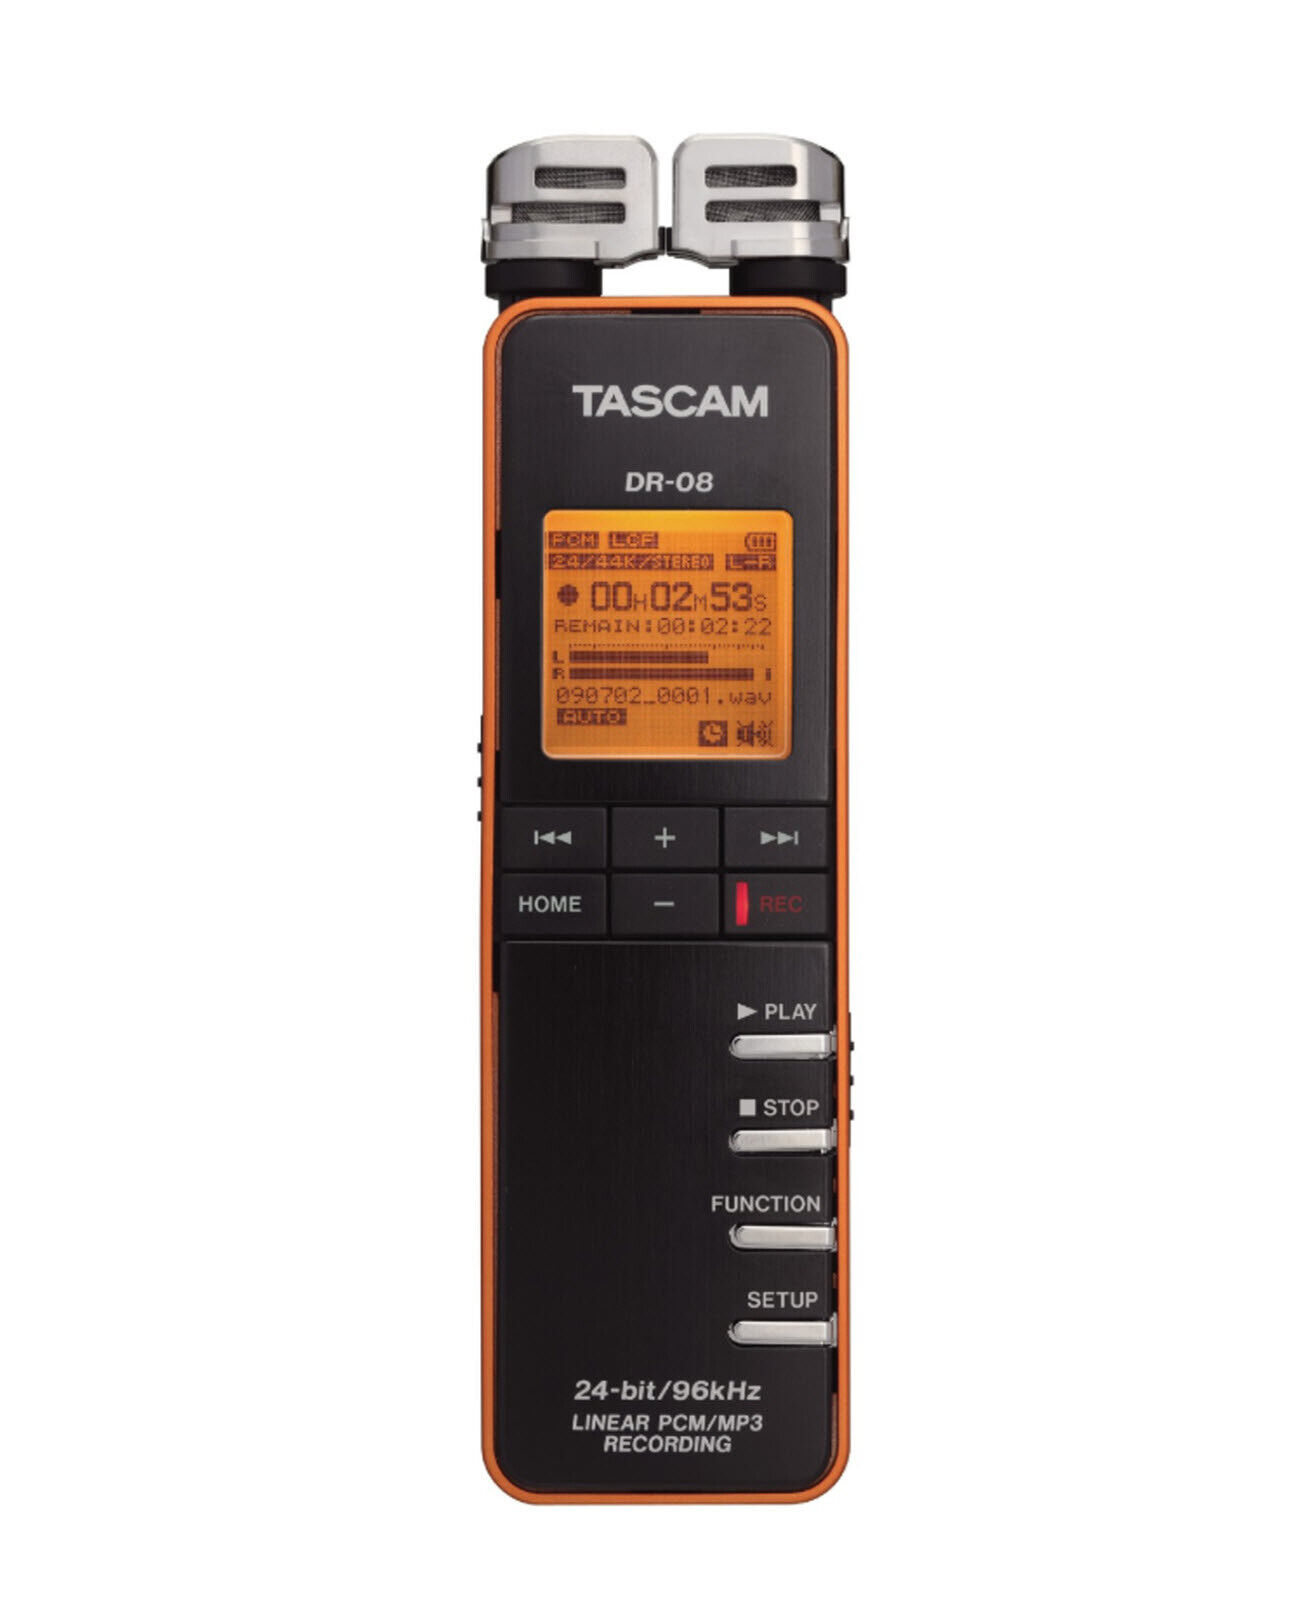 TASCAM
DR-08
PCM LCF
24/44K/STEREO L-R
00H02M53S
REMAIN:00:02:22
L
R
090702_0001.wav
AUTO
+
HOME − REC
PLAY
STOP
FUNCTION
SETUP
24-bit/96kHz
LINEAR PCM/MP3
RECORDING